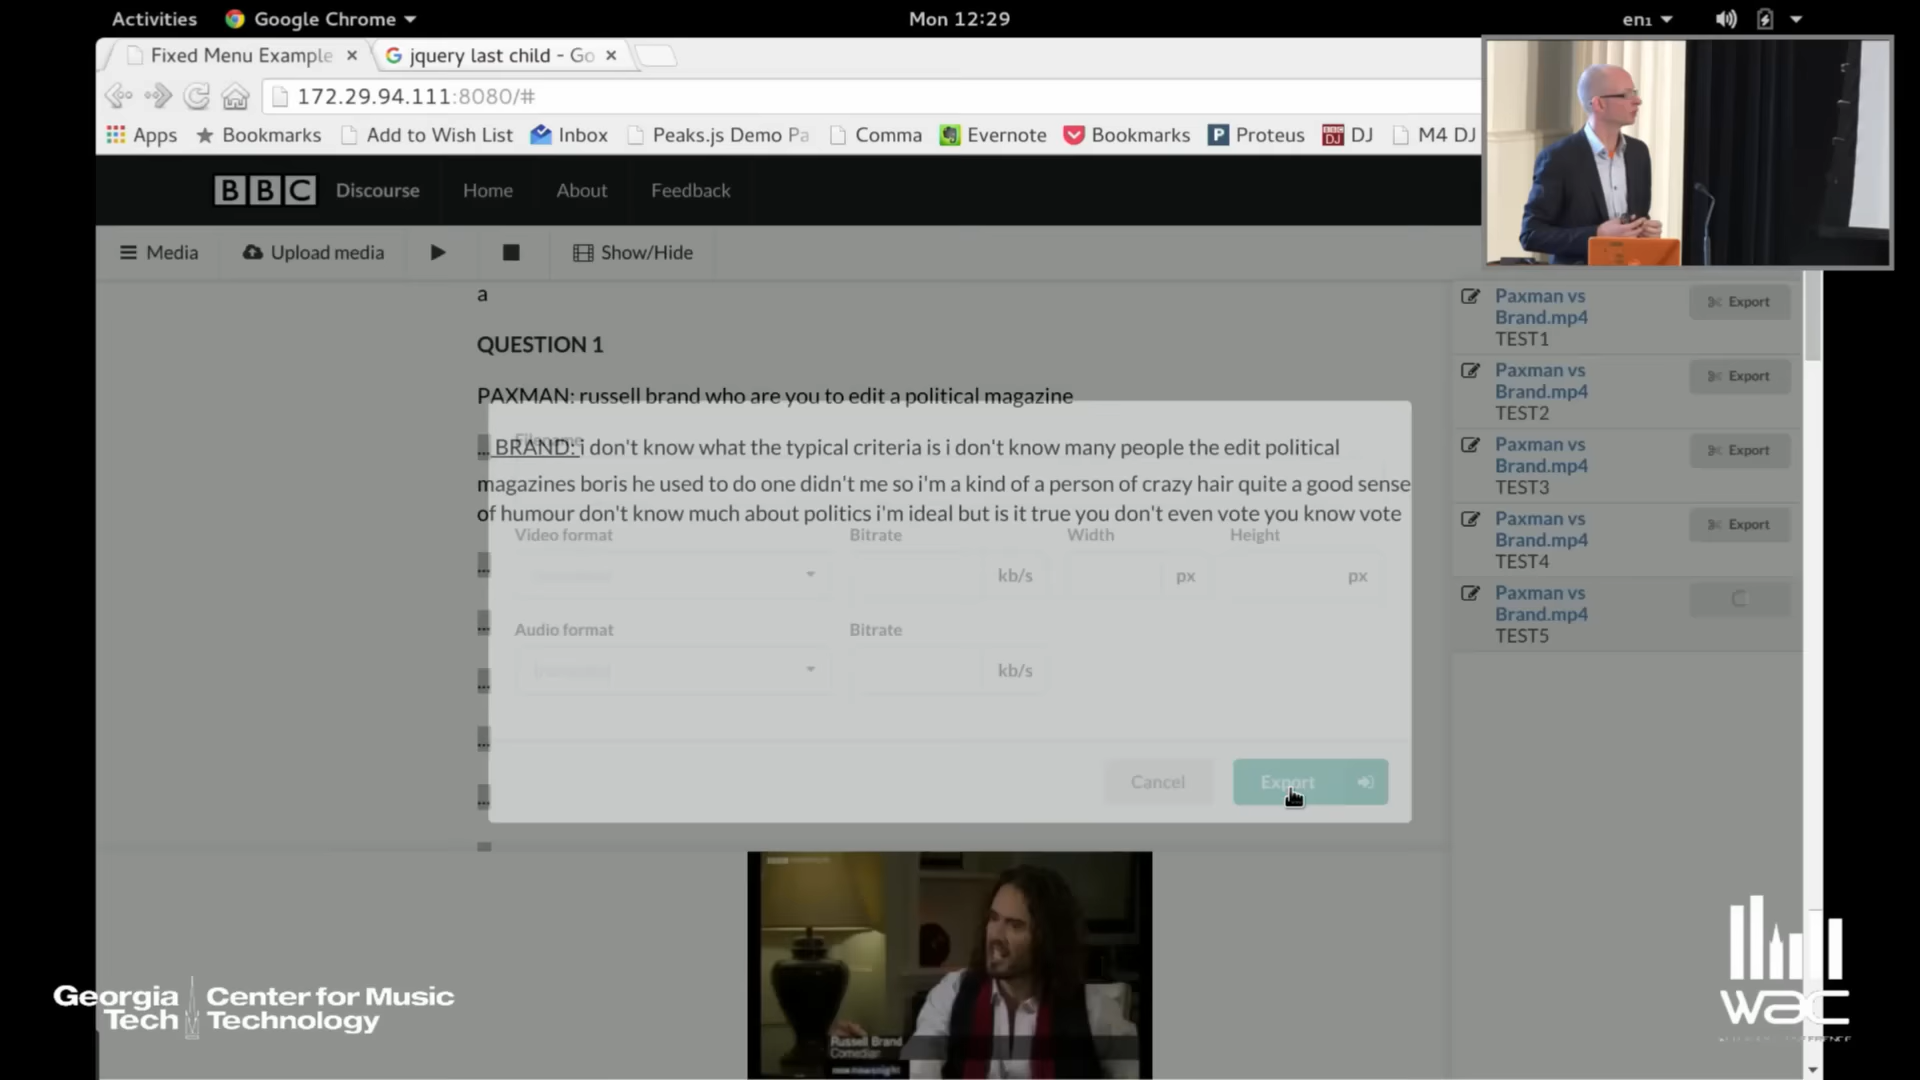 Activities
Google Chrome
Mon 12:29
en1
Fixed Menu Example
jquery last child - Go
172.29.94.111:8080/#
Apps
Bookmarks
Add to Wish List
Inbox
Peaks.js Demo Pa
Comma
Evernote
Bookmarks
Proteus
DJ
M4 DJ
BBC Discourse
Home
About
Feedback
Media
Upload media
Show/Hide
a
QUESTION 1
PAXMAN: russell brand who are you to edit a political magazine
... BRAND: i don't know what the typical criteria is i don't know many people the edit political
magazines boris he used to do one didn't me so i'm a kind of a person of crazy hair quite a good sense
of humour don't know much about politics i'm ideal but is it true you don't even vote you know vote
...
...
...
...
...
Filename
Video format
Bitrate
Width
Height
kb/s
px
px
Audio format
Bitrate
kb/s
Cancel
Export
Paxman vs
Brand.mp4
TEST1
Export
Paxman vs
Brand.mp4
TEST2
Export
Paxman vs
Brand.mp4
TEST3
Export
Paxman vs
Brand.mp4
TEST4
Export
Paxman vs
Brand.mp4
TEST5
Russell Brand
Comedian
Georgia Tech
Center for Music Technology
wac